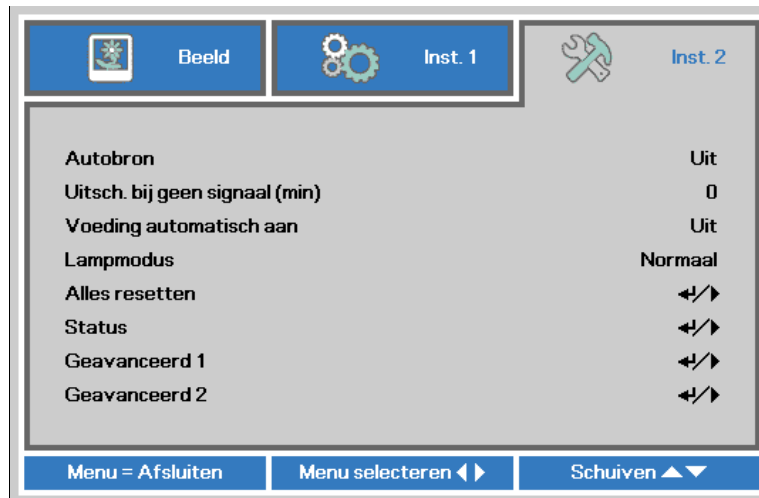 Beeld
Inst. 1
Inst. 2
Autobron Uit
Uitsch. bij geen signaal (min) 0
Voeding automatisch aan Uit
Lampmodus Normaal
Alles resetten
Status
Geavanceerd 1
Geavanceerd 2
Menu = Afsluiten
Menu selecteren
Schuiven